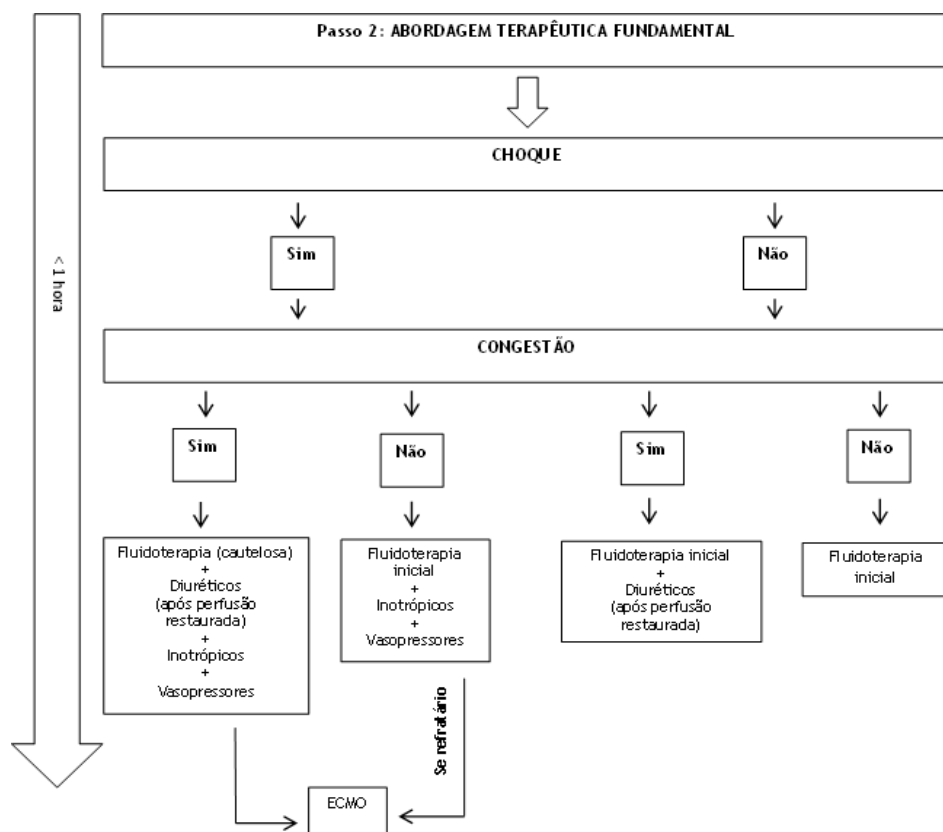 Passo 2: ABORDAGEM TERAPÊUTICA FUNDAMENTAL
CHOQUE
Sim
Não
< 1 hora
CONGESTÃO
Sim
Não
Sim
Não
Fluidoterapia (cautelosa)
+
Diuréticos
(após perfusão
restaurada)
+
Inotrópicos
+
Vasopressores
Fluidoterapia
inicial
+
Inotrópicos
+
Vasopressores
Fluidoterapia inicial
+
Diuréticos
(após perfusão
restaurada)
Fluidoterapia
inicial
Se refratário
ECMO